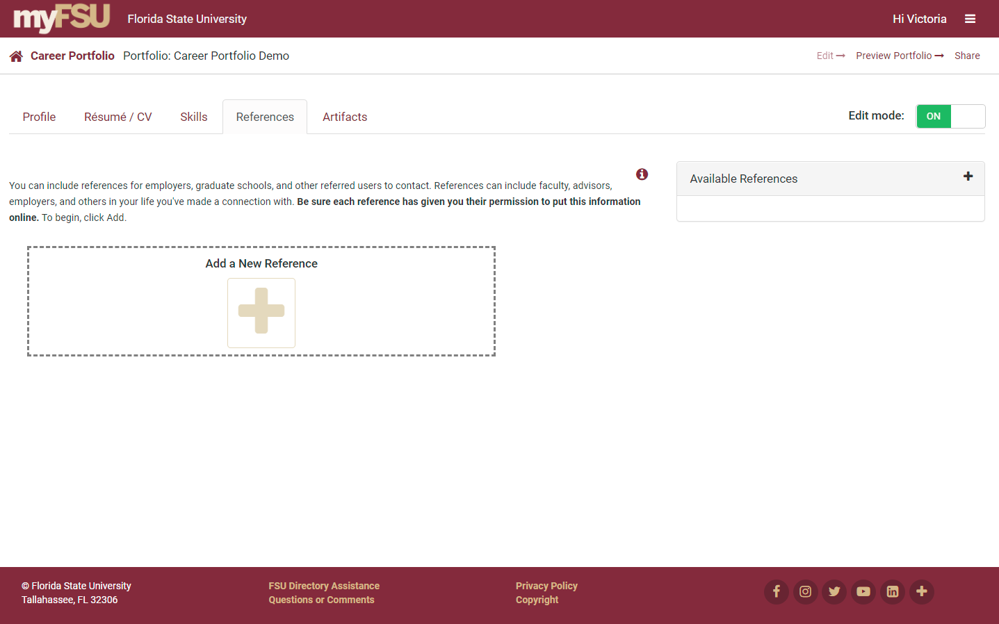 myFSU Florida State University Hi Victoria
Career Portfolio Portfolio: Career Portfolio Demo Edit Preview Portfolio Share
Profile Résumé / CV Skills References Artifacts Edit mode: ON
You can include references for employers, graduate schools, and other referred users to contact. References can include faculty, advisors,
employers, and others in your life you've made a connection with. Be sure each reference has given you their permission to put this information
online. To begin, click Add.
Available References
Add a New Reference
© Florida State University
Tallahassee, FL 32306
FSU Directory Assistance
Questions or Comments
Privacy Policy
Copyright